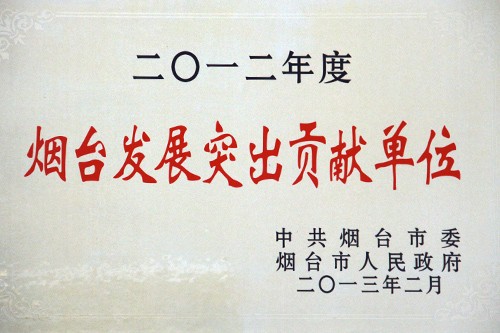 二〇一二年度
烟台发展突出贡献单位
中共烟台市委
烟台市人民政府
二〇一三年二月